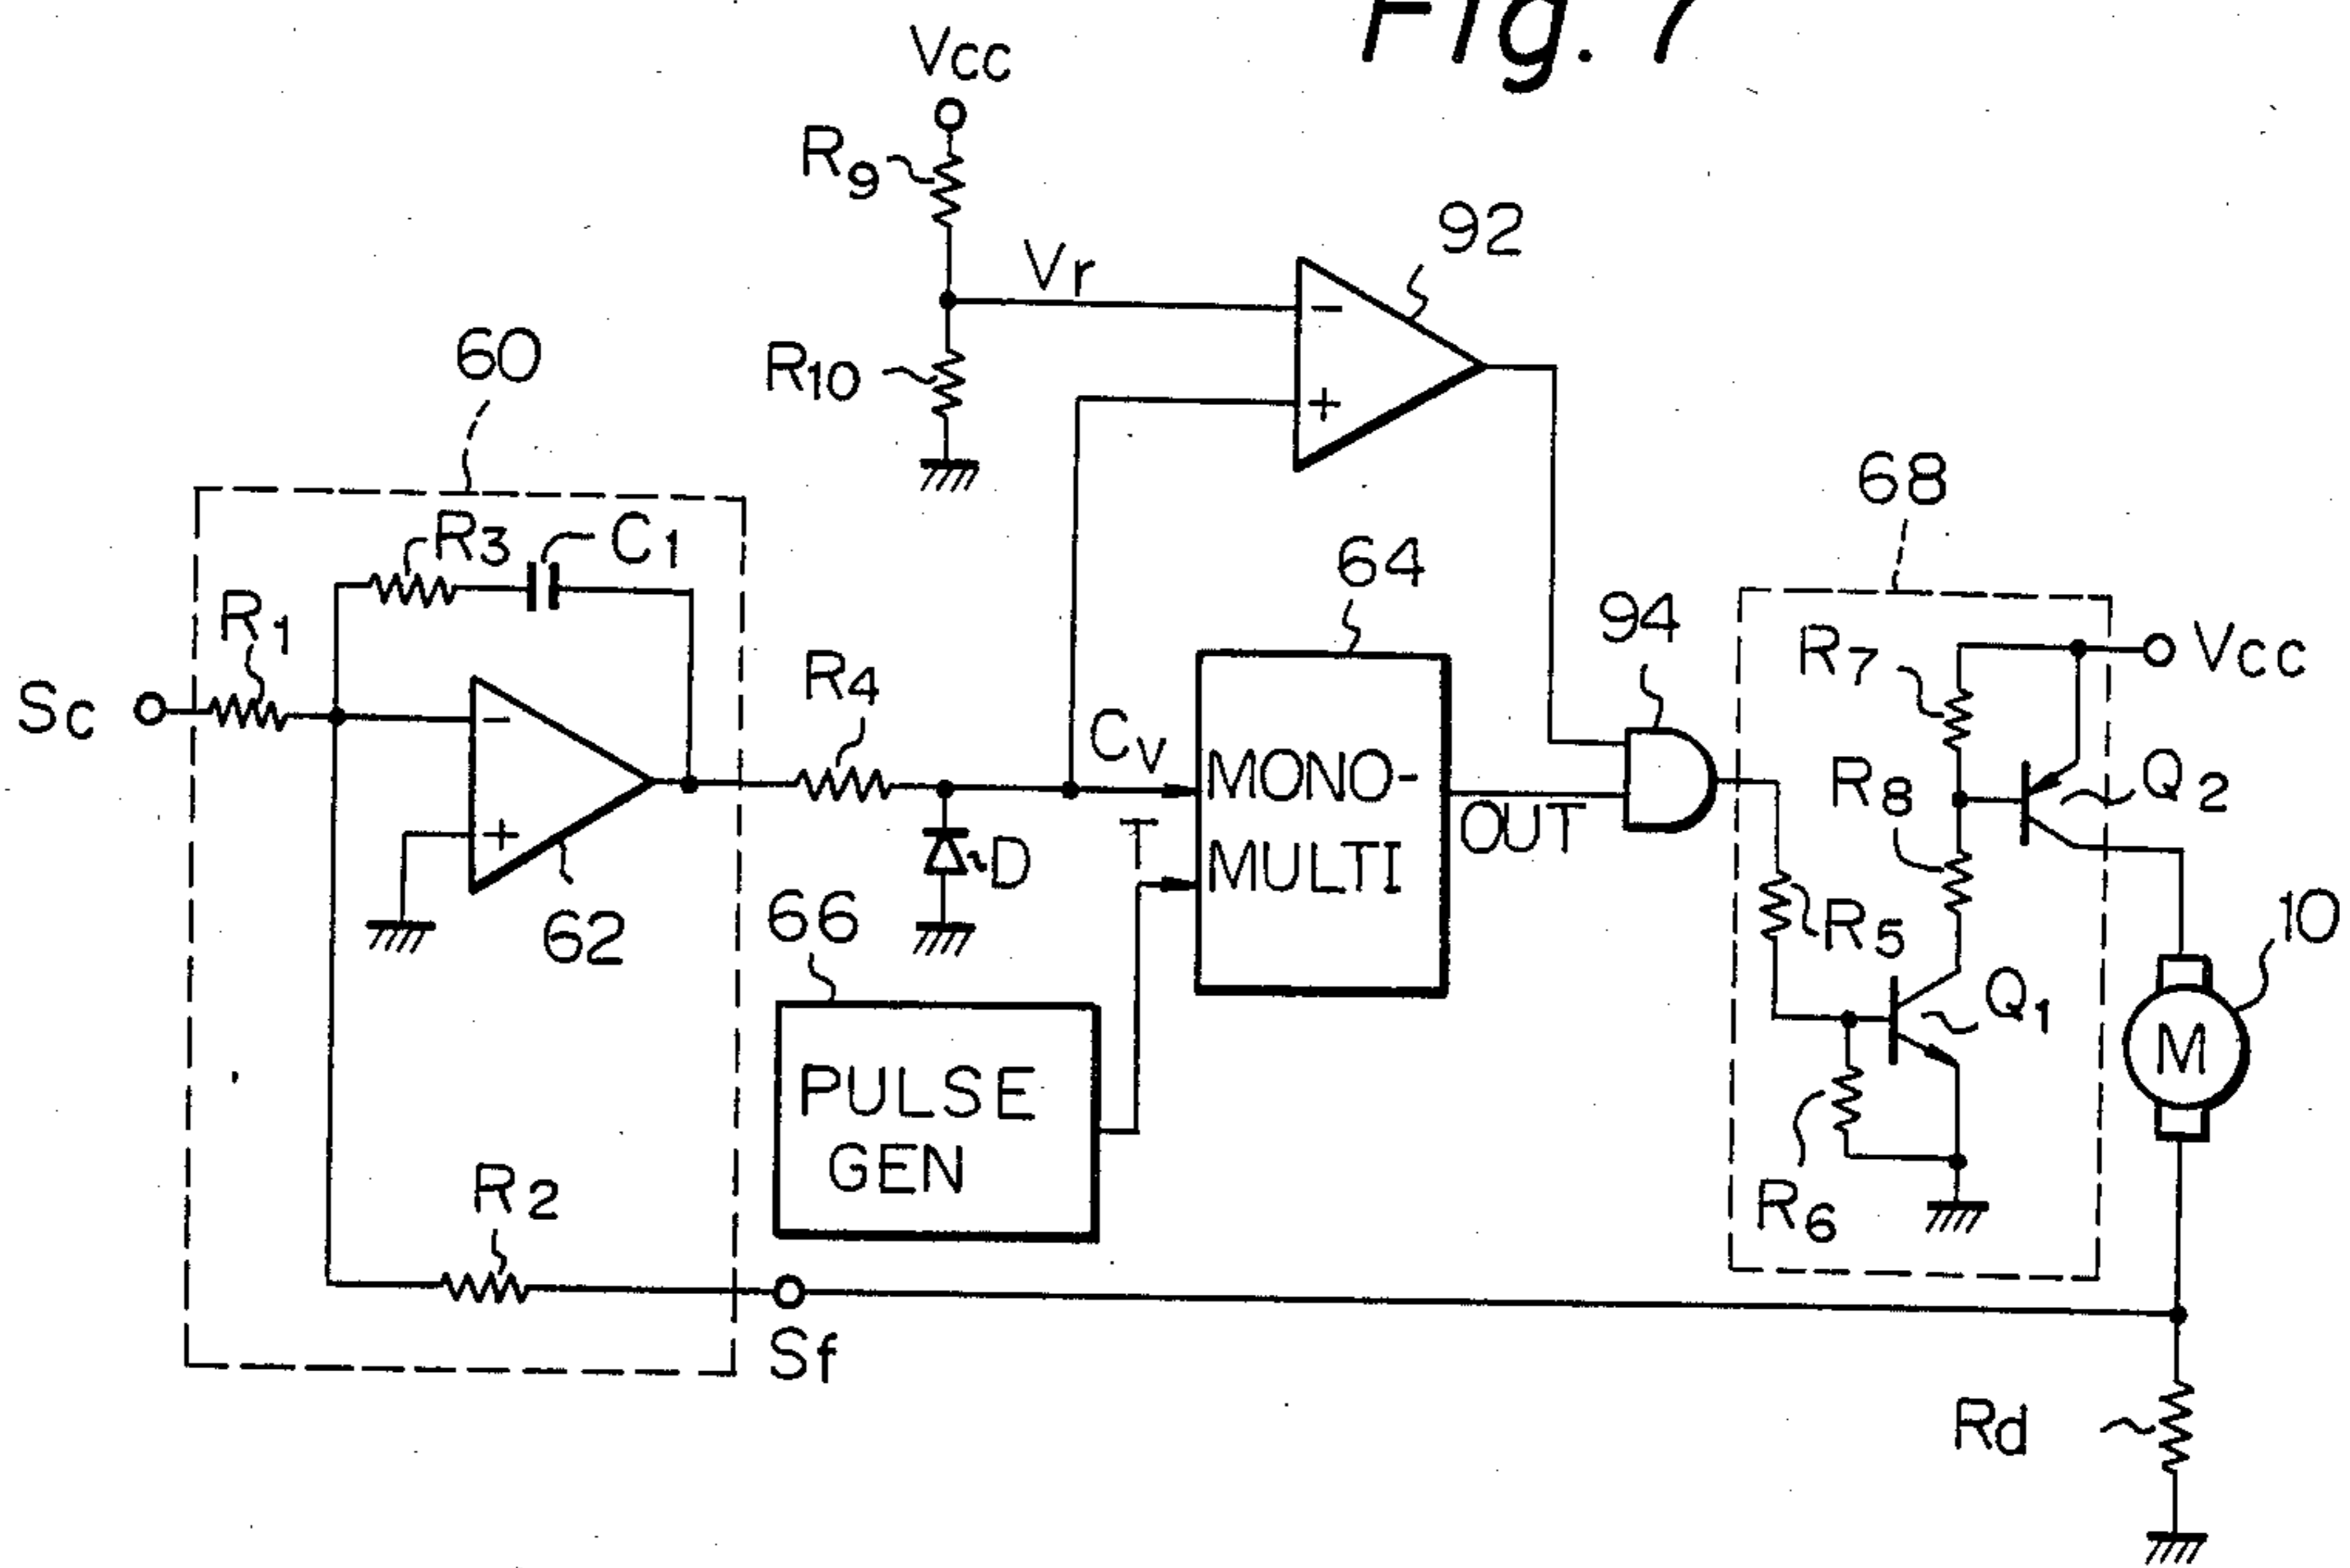 Fig. 7
Vcc
R9
Vr
92
R10
−
+
60
68
R3
C1
64
R1
94
R7
Vcc
R4
Sc
−
Cv
MONO-
MULTI
R8
Q2
T
OUT
+
D
62
66
R5
10
Q1
M
PULSE
GEN
R2
R6
Sf
Rd